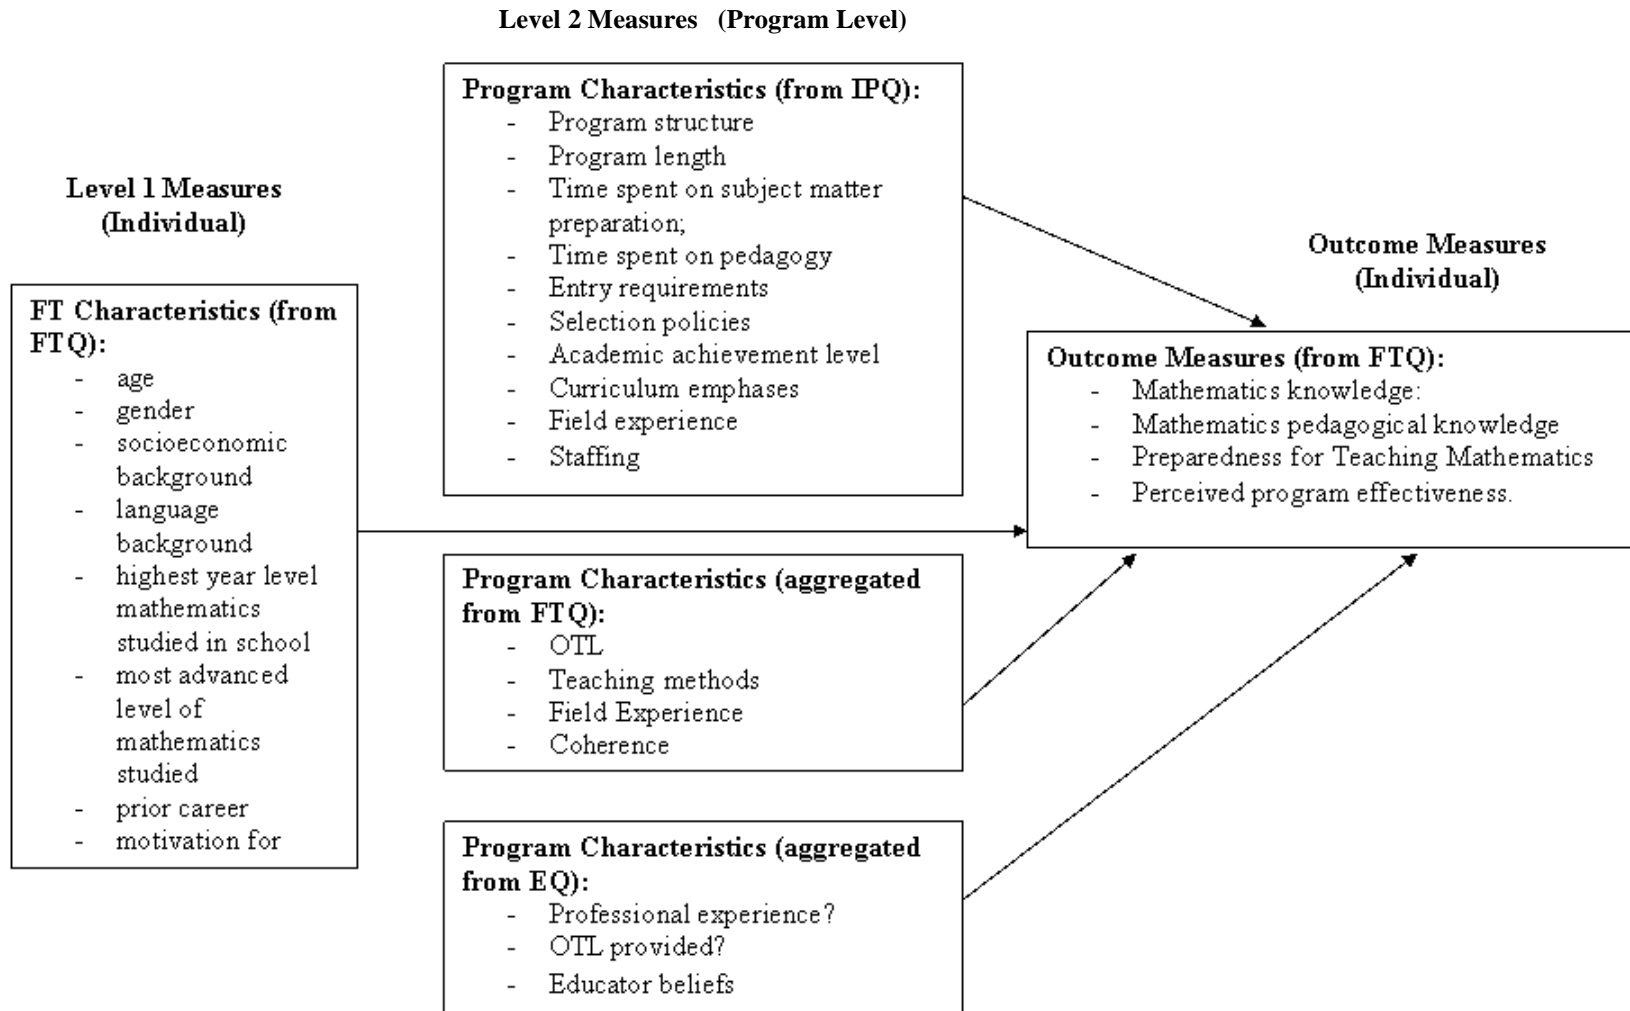 Level 2 Measures (Program Level)
Program Characteristics (from IPQ):
- Program structure
- Program length
- Time spent on subject matter
preparation;
- Time spent on pedagogy
- Entry requirements
- Selection policies
- Academic achievement level
- Curriculum emphases
- Field experience
- Staffing
Level 1 Measures
(Individual)
FT Characteristics (from
FTQ):
- age
- gender
- socioeconomic
background
- language
background
- highest year level
mathematics
studied in school
- most advanced
level of
mathematics
studied
- prior career
- motivation for
Program Characteristics (aggregated
from FTQ):
- OTL
- Teaching methods
- Field Experience
- Coherence
Program Characteristics (aggregated
from EQ):
- Professional experience?
- OTL provided?
- Educator beliefs
Outcome Measures
(Individual)
Outcome Measures (from FTQ):
- Mathematics knowledge:
- Mathematics pedagogical knowledge
- Preparedness for Teaching Mathematics
- Perceived program effectiveness.